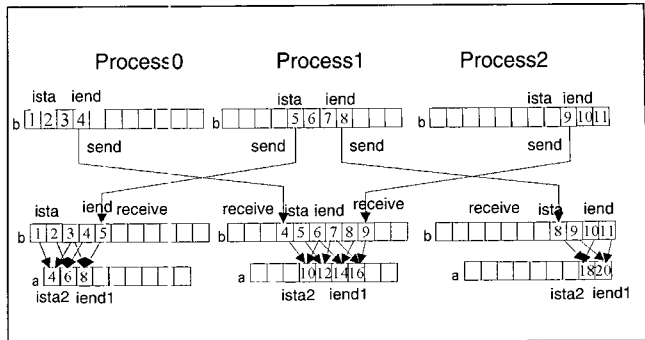 Process0 Process1 Process2
ista iend ista iend ista iend
b 1 2 3 4 b 5 6 7 8 b 9 10 11
send send send send
ista iend receive receive ista iend receive receive ista iend
b 1 2 3 4 5 b 4 5 6 7 8 9 b 8 9 10 11
a 4 6 8 a 10 12 14 16 a 18 20
ista2 iend1 ista2 iend1 ista2 iend1